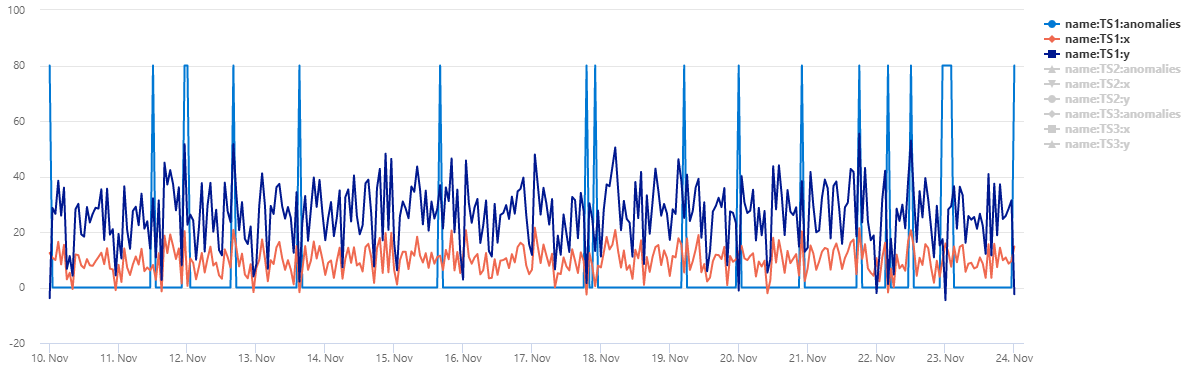 100
80
60
40
20
0
-20
10. Nov 11. Nov 12. Nov 13. Nov 14. Nov 15. Nov 16. Nov 17. Nov 18. Nov 19. Nov 20. Nov 21. Nov 22. Nov 23. Nov 24. Nov
name:TS1:anomalies
name:TS1:x
name:TS1:y
name:TS2:anomalies
name:TS2:x
name:TS2:y
name:TS3:anomalies
name:TS3:x
name:TS3:y